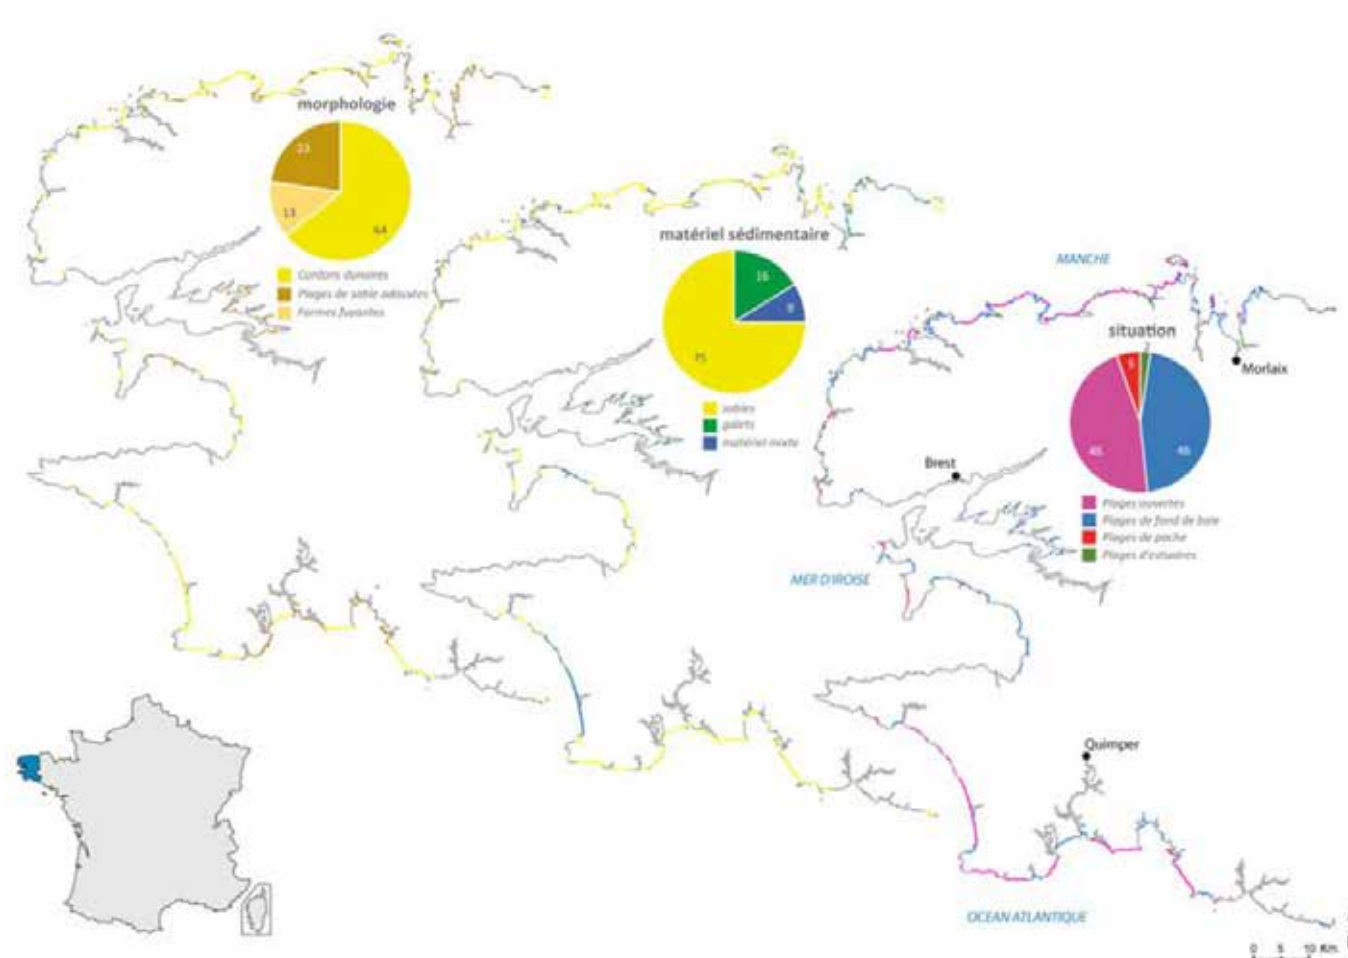 morphologie
23
13
64
Cordons dunaires
Plages de sable adossées
Formes fuyantes
matériel sédimentaire
16
9
75
sables
galets
matériel mixte
MANCHE
situation
5
46
46
Morlaix
Brest
Plages ouvertes
Plages de fond de baie
Plages de poche
Plages d'estuaires
MER D'IROISE
Quimper
OCEAN ATLANTIQUE
0 5 10 Km